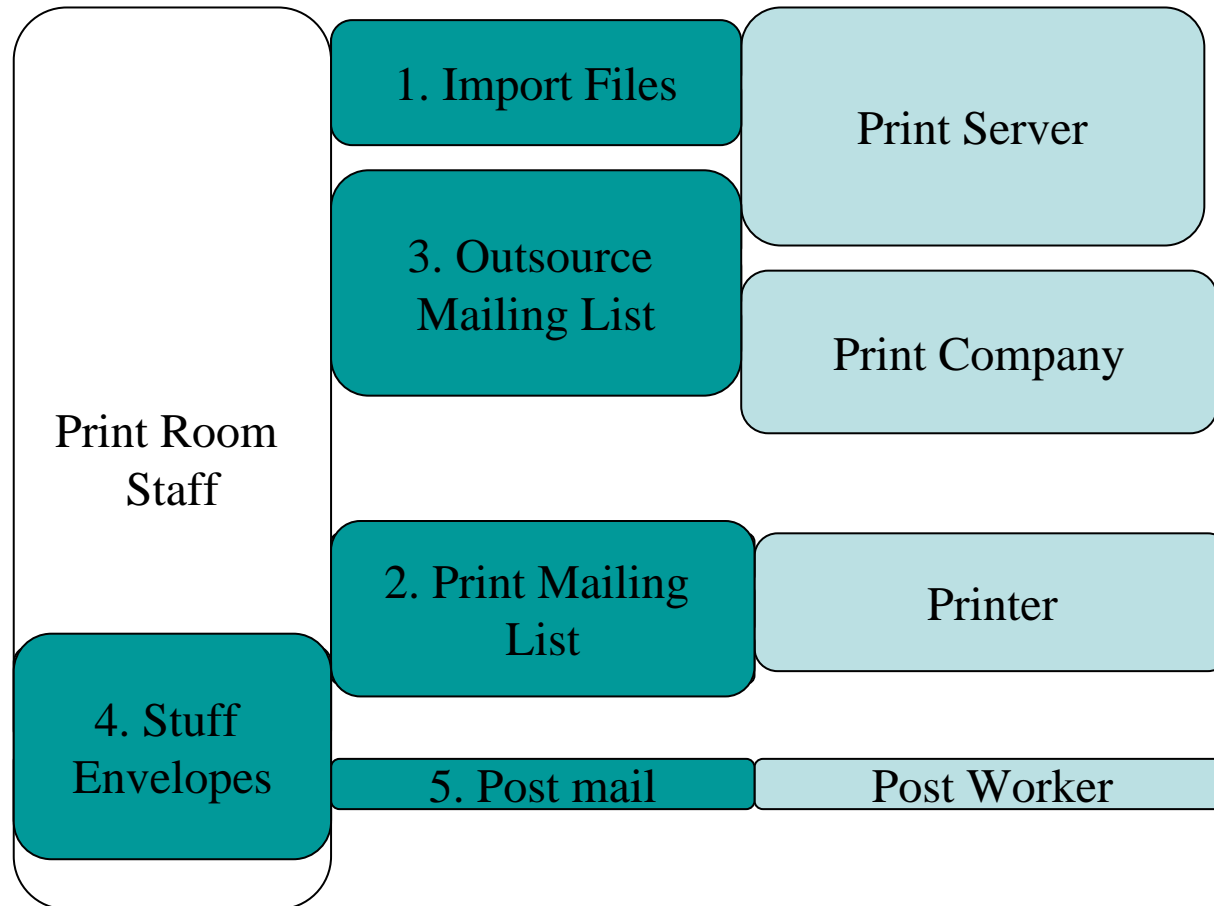 1. Import Files
Print Server
3. Outsource
Mailing List
Print Company
Print Room
Staff
2. Print Mailing
List
Printer
4. Stuff
Envelopes
5. Post mail
Post Worker